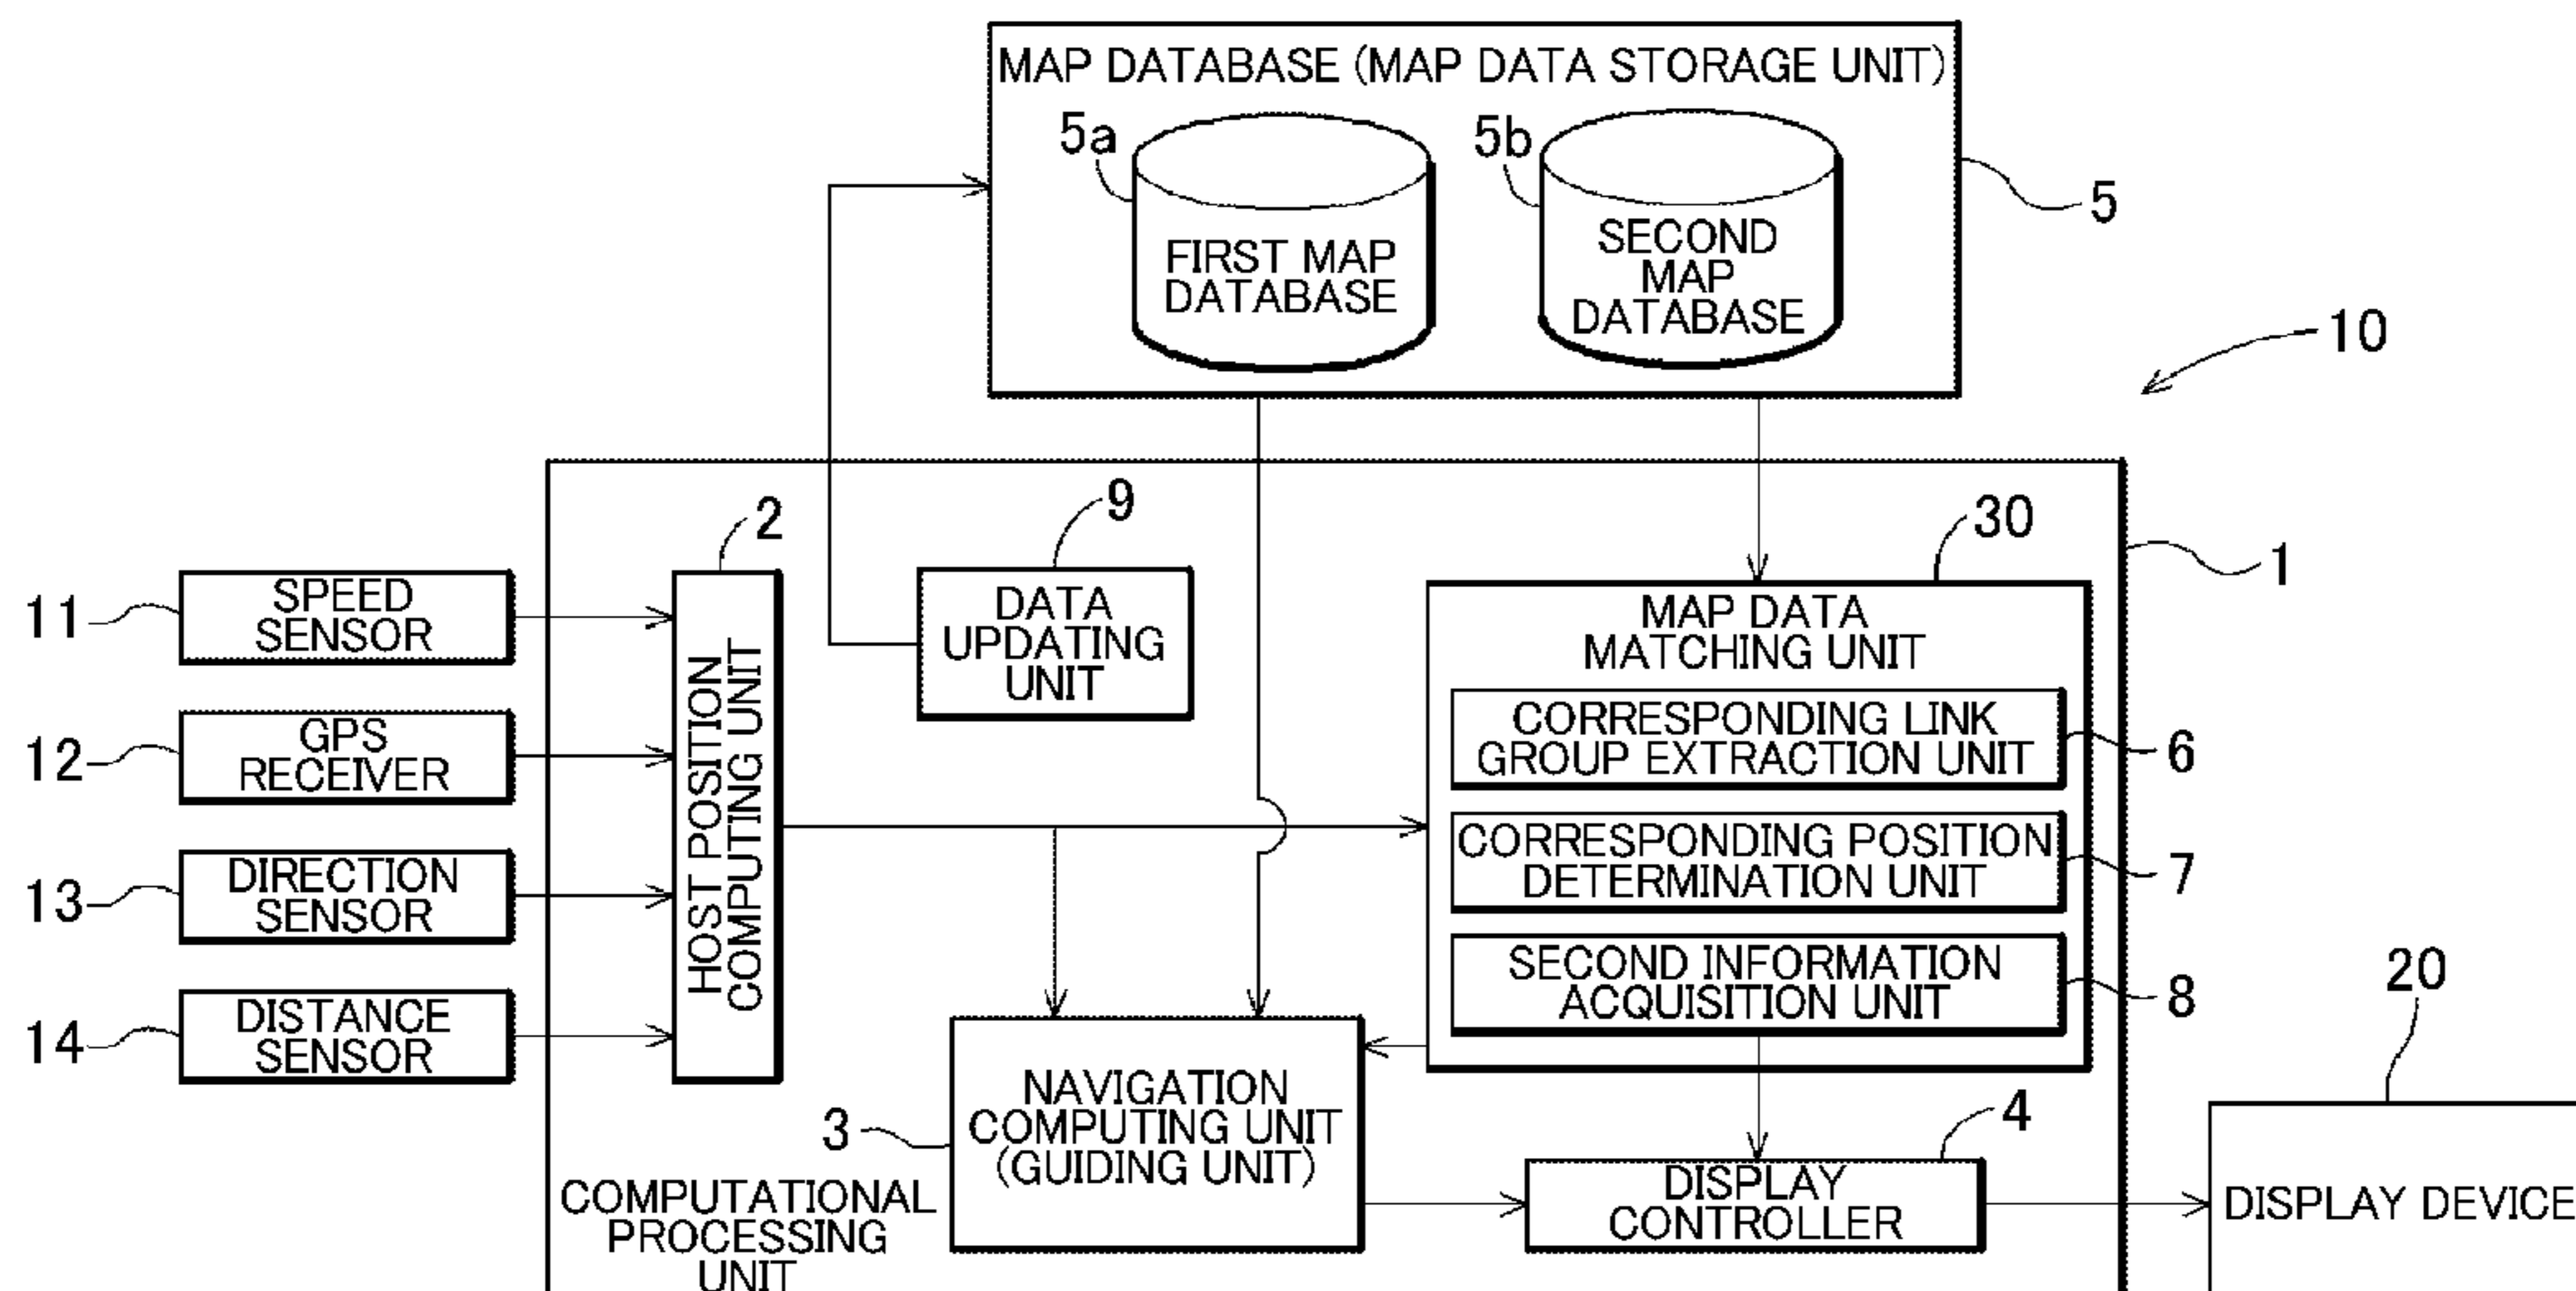 MAP DATABASE (MAP DATA STORAGE UNIT)
5a
5b
5
FIRST MAP
DATABASE
SECOND
MAP
DATABASE
10
2
9
30
1
11
SPEED
SENSOR
12
GPS
RECEIVER
13
DIRECTION
SENSOR
14
DISTANCE
SENSOR
HOST POSITION
COMPUTING UNIT
DATA
UPDATING
UNIT
MAP DATA
MATCHING UNIT
CORRESPONDING LINK
GROUP EXTRACTION UNIT
6
CORRESPONDING POSITION
DETERMINATION UNIT
7
SECOND INFORMATION
ACQUISITION UNIT
8
20
3
NAVIGATION
COMPUTING UNIT
(GUIDING UNIT)
4
DISPLAY
CONTROLLER
DISPLAY DEVICE
COMPUTATIONAL
PROCESSING
UNIT